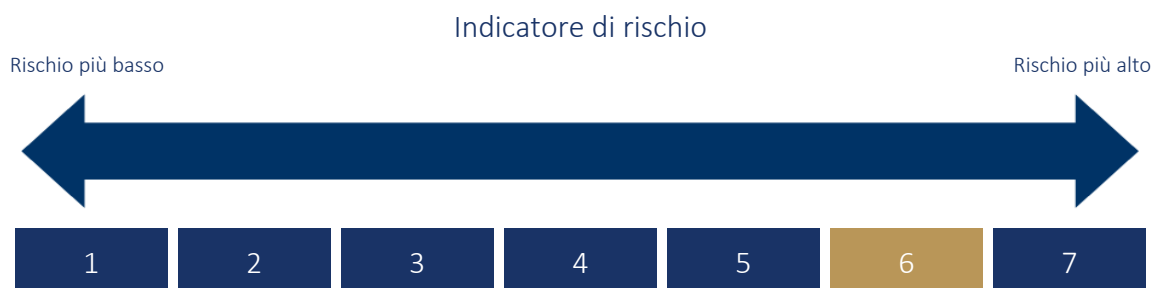 Indicatore di rischio
Rischio più basso
Rischio più alto
1 2 3 4 5 6 7